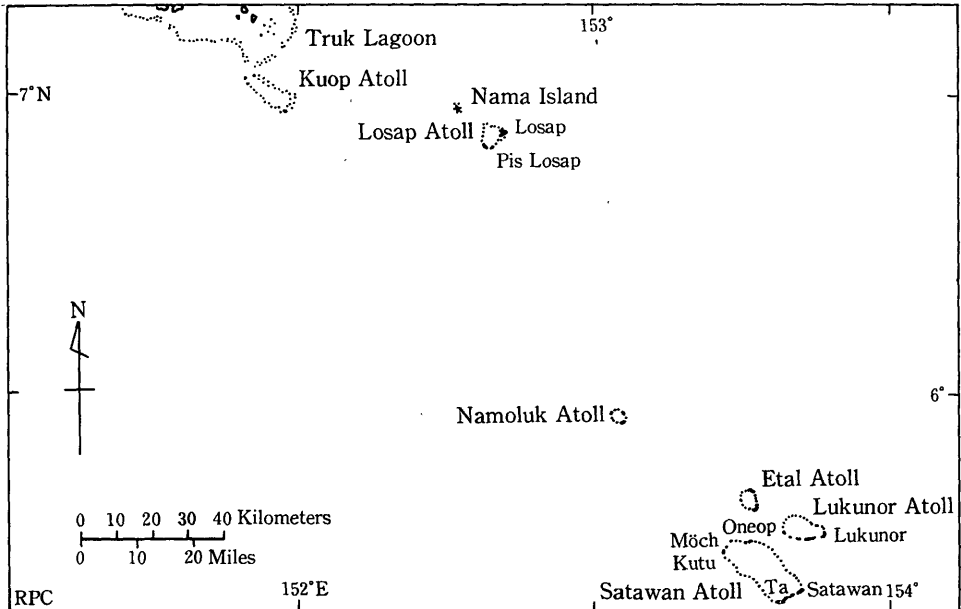 153°
Truk Lagoon
Kuop Atoll
7°N
Nama Island
Losap Atoll
Losap
Pis Losap
N
6°
Namoluk Atoll
Etal Atoll
Lukunor Atoll
0 10 20 30 40 Kilometers
Oneop
Lukunor
Möch
0 10 20 Miles
Kutu
152°E
Satawan Atoll
Ta
Satawan
154°
RPC